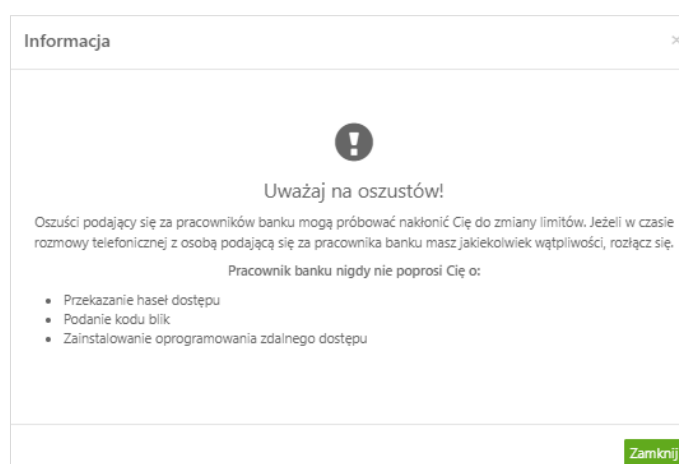 Informacja
×
Uważaj na oszustów!
Oszuści podający się za pracowników banku mogą próbować nakłonić Cię do zmiany limitów. Jeżeli w czasie
rozmowy telefonicznej z osobą podającą się za pracownika banku masz jakiekolwiek wątpliwości, rozłącz się.
Pracownik banku nigdy nie poprosi Cię o:
• Przekazanie haseł dostępu
• Podanie kodu blik
• Zainstalowanie oprogramowania zdalnego dostępu
Zamknij